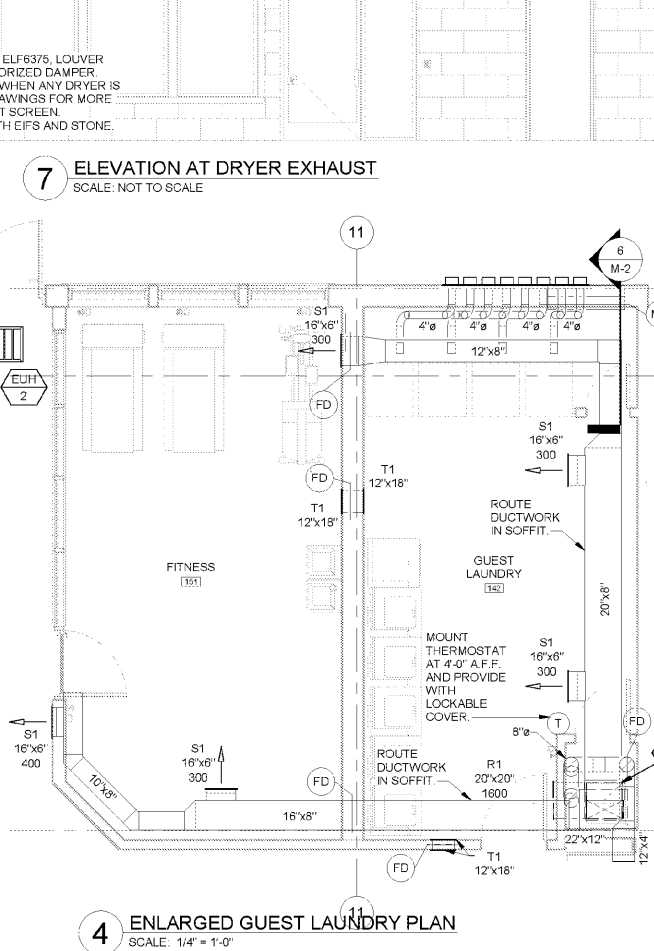 ELF6375, LOUVER
ORIZED DAMPER.
WHEN ANY DRYER IS
AWINGS FOR MORE
T SCREEN.
TH EIFS AND STONE.
7 ELEVATION AT DRYER EXHAUST
SCALE: NOT TO SCALE
11
6
M-2
S1
16"x6"
300
4"ø 4"ø 4"ø 4"ø
12"x8"
EUH
2
FD
S1
16"x6"
300
FD
T1
12"x18"
T1
12"x18"
ROUTE
DUCTWORK
IN SOFFIT.
FITNESS
151
GUEST
LAUNDRY
142
20"x8"
MOUNT
THERMOSTAT
AT 4'-0" A.F.F.
AND PROVIDE
WITH
LOCKABLE
COVER.
S1
16"x6"
300
T
FD
8"ø
S1
16"x6"
400
S1
16"x6"
300
10"x8"
ROUTE
DUCTWORK
IN SOFFIT.
R1
20"x20"
1600
FD
16"x8"
22"x12"
12"x4"
FD
T1
12"x18"
11
4 ENLARGED GUEST LAUNDRY PLAN
SCALE: 1/4" = 1'-0"